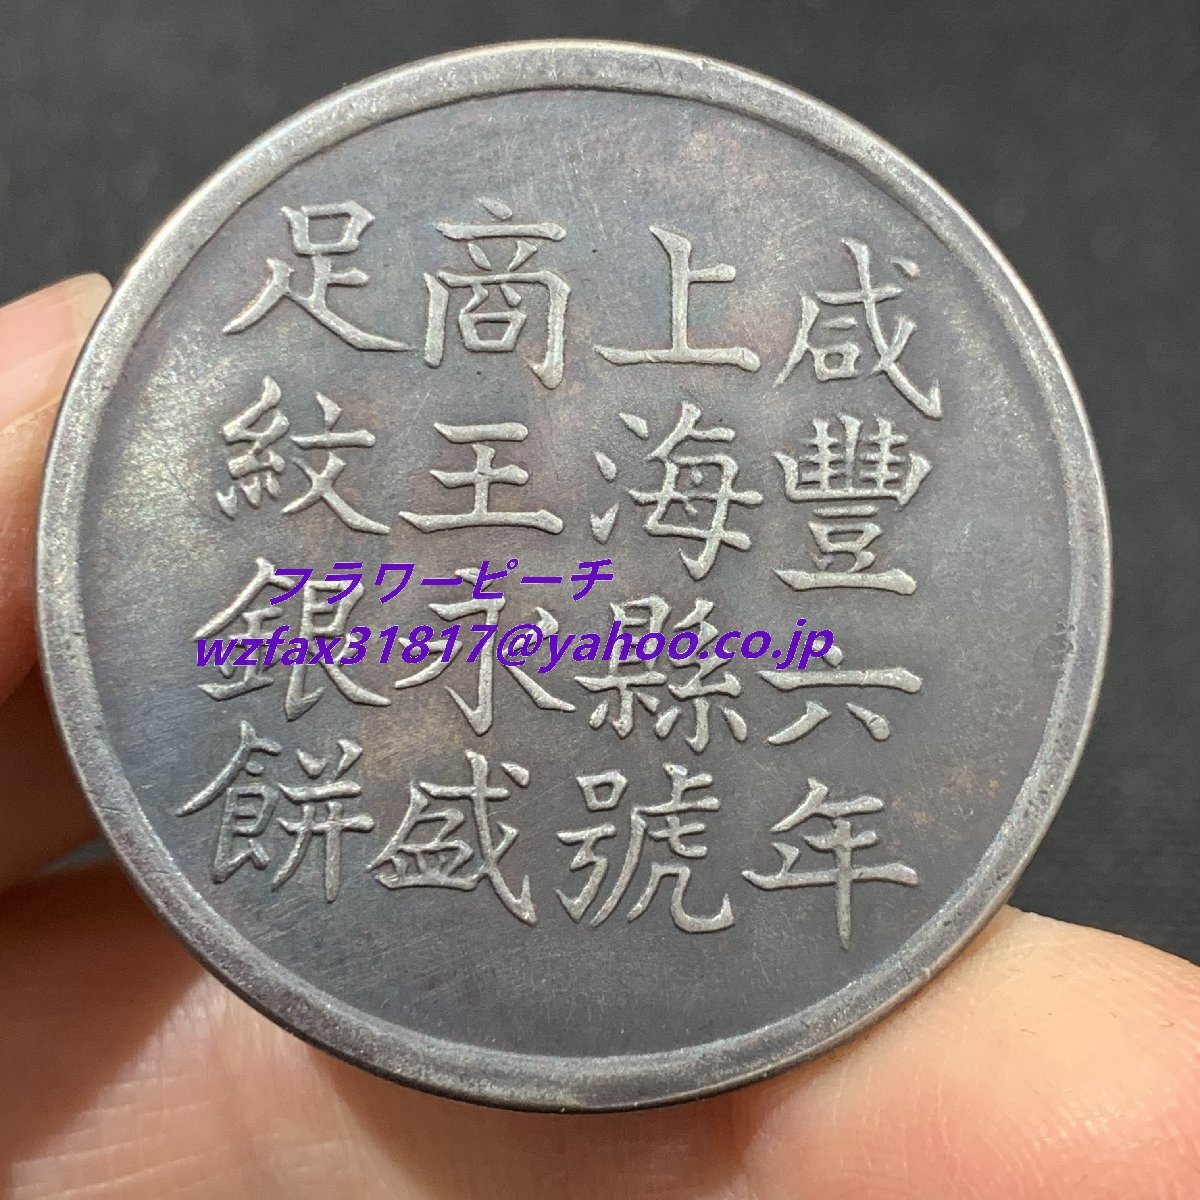 咸豐六年
上海縣號
商王永盛
足紋銀餅
フラワーピーチ
wzfax31817@yahoo.co.jp